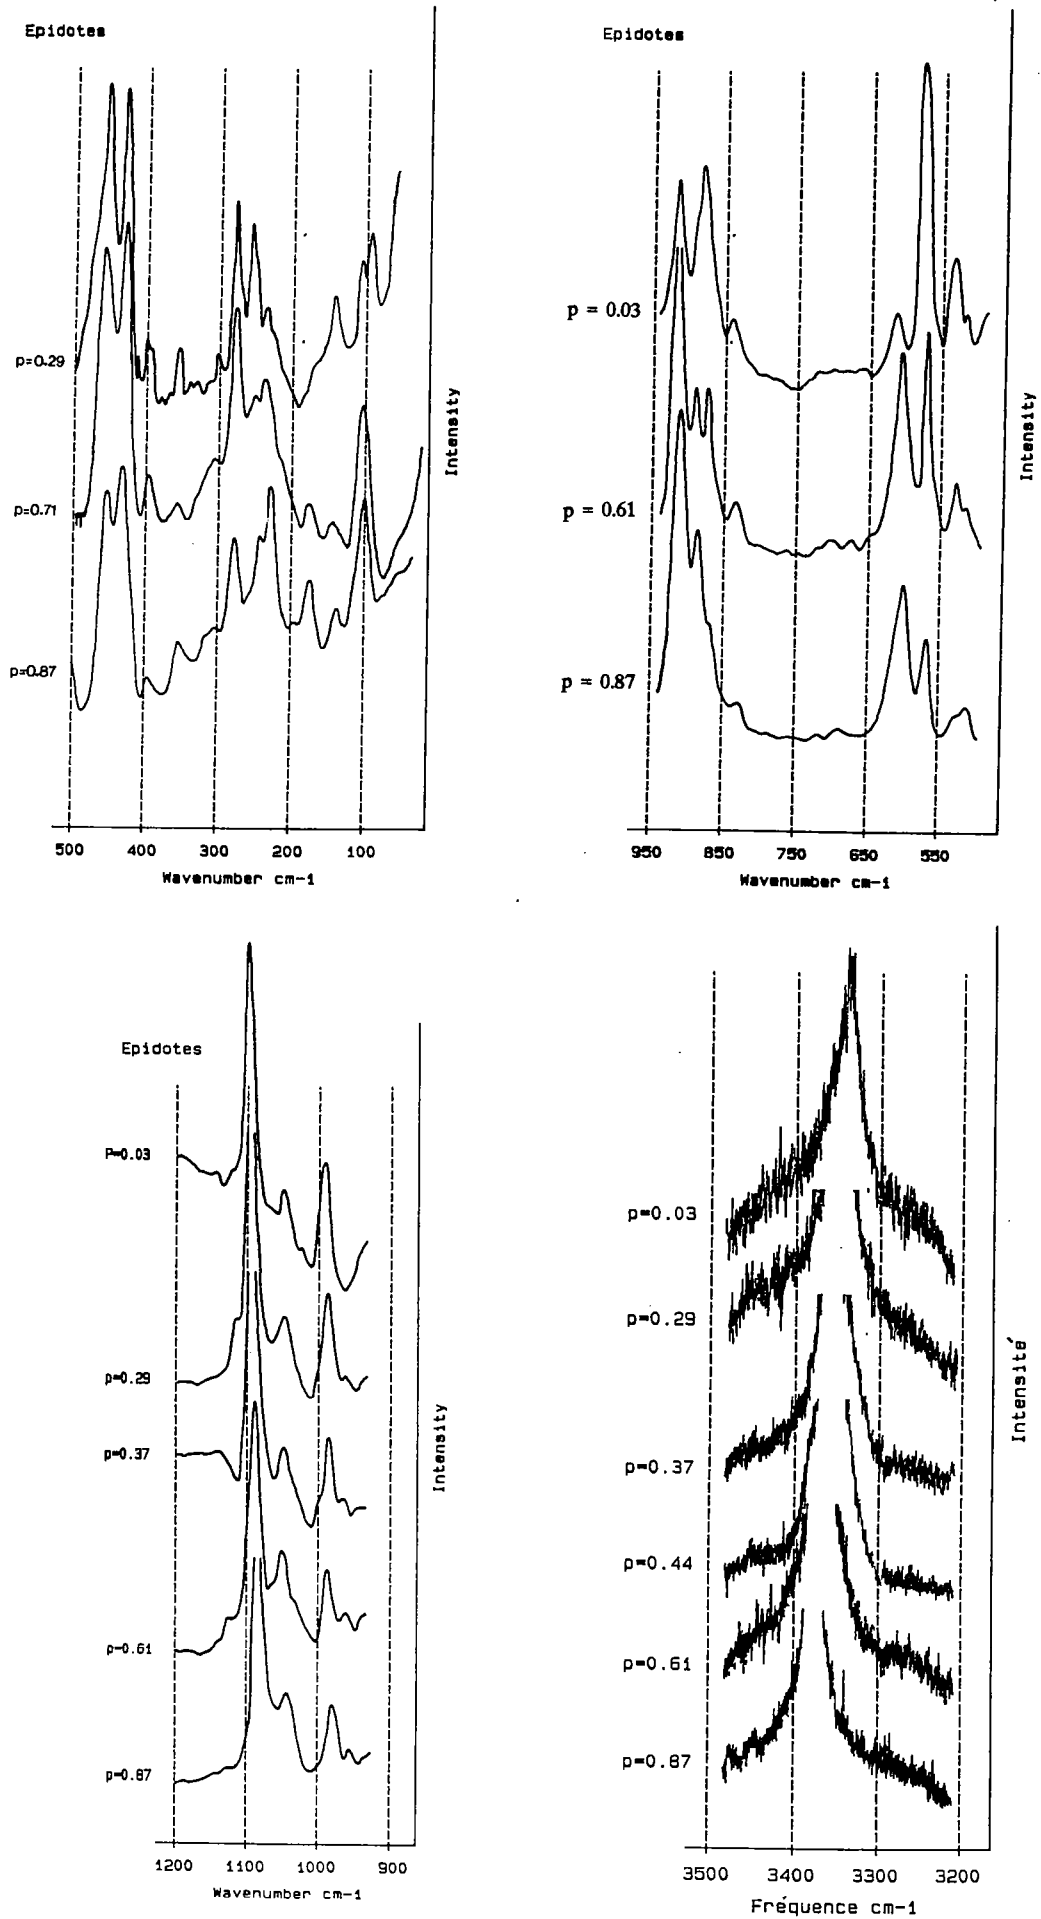 Epidotes
p=0.29
p=0.71
p=0.87
Intensity
500 400 300 200 100
Wavenumber cm-1
Epidotes
p = 0.03
p = 0.61
p = 0.87
Intensity
950 850 750 650 550
Wavenumber cm-1
Epidotes
P=0.03
p=0.29
p=0.37
p=0.61
p=0.87
Intensity
1200 1100 1000 900
Wavenumber cm-1
p=0.03
p=0.29
p=0.37
p=0.44
p=0.61
p=0.87
Intensité
3500 3400 3300 3200
Fréquence cm-1